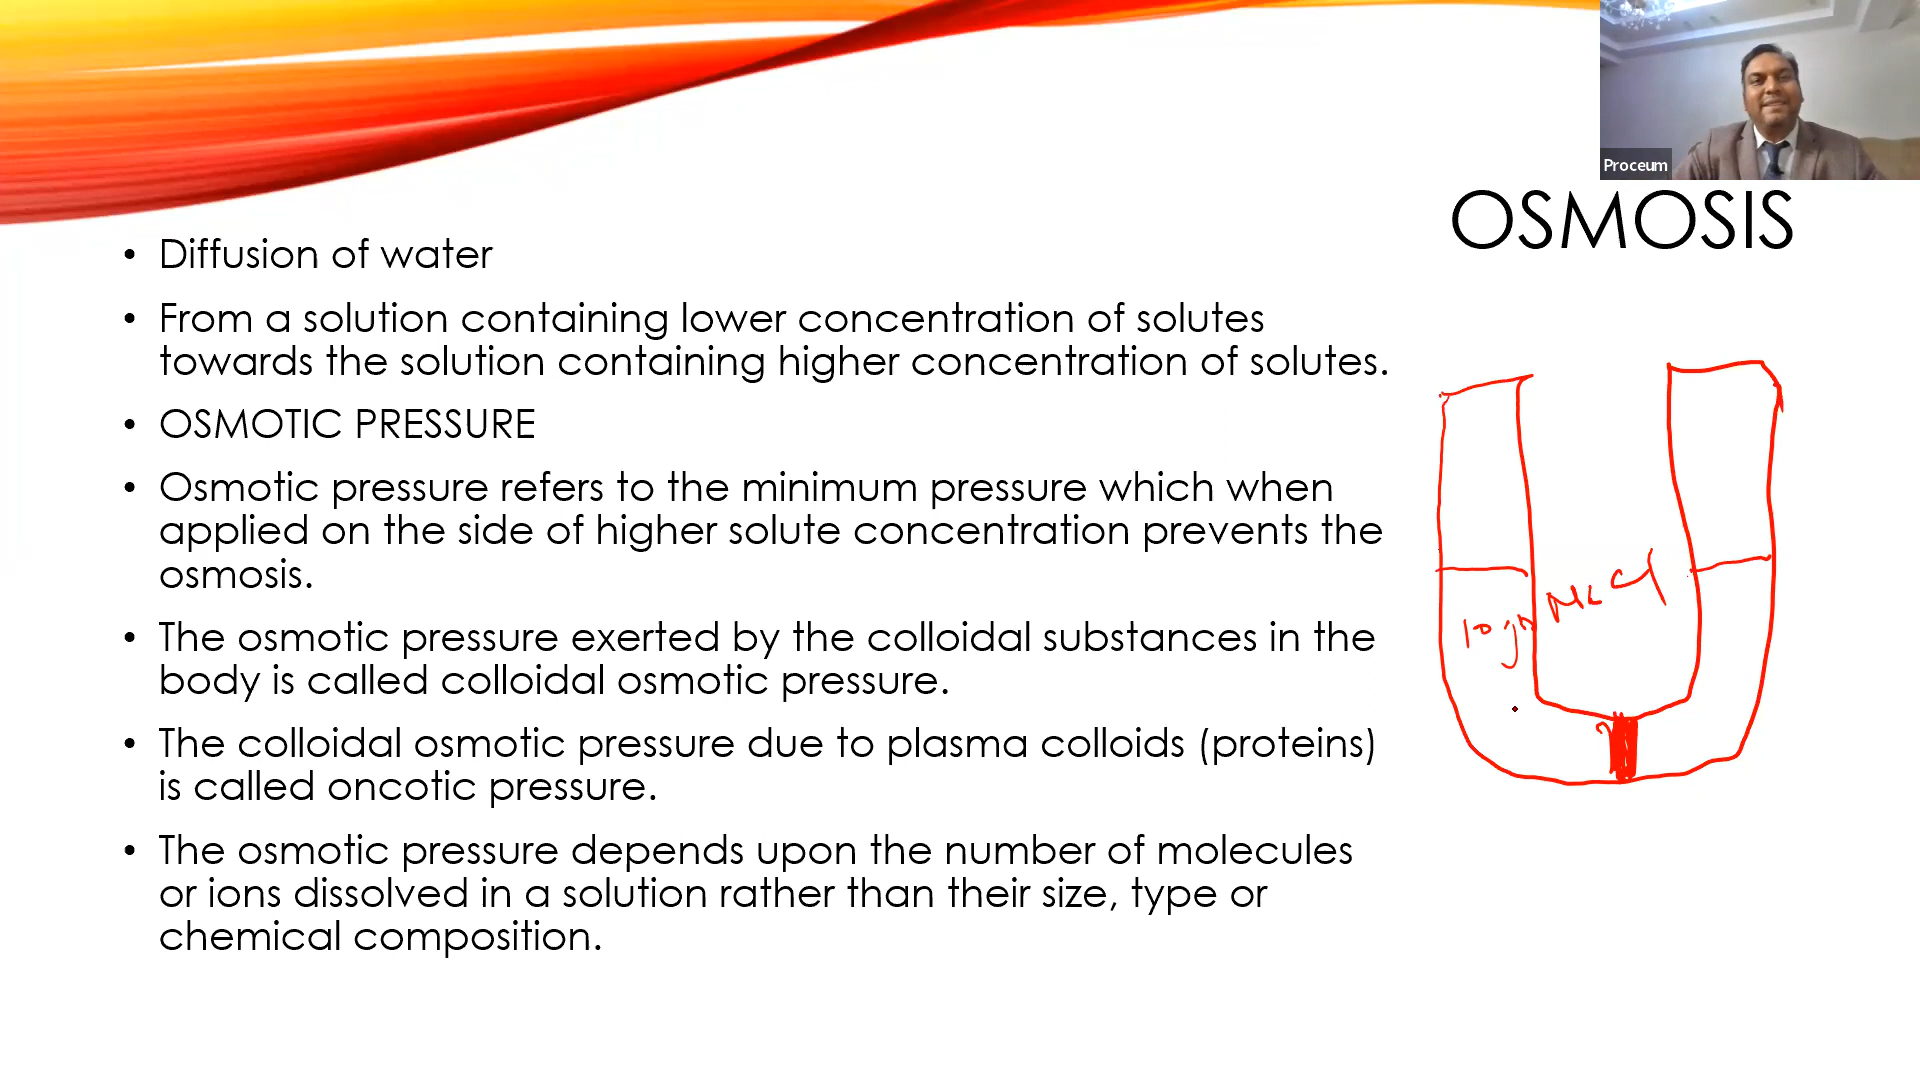 Proceum
OSMOSIS
• Diffusion of water
• From a solution containing lower concentration of solutes
towards the solution containing higher concentration of solutes.
• OSMOTIC PRESSURE
• Osmotic pressure refers to the minimum pressure which when
applied on the side of higher solute concentration prevents the
osmosis.
• The osmotic pressure exerted by the colloidal substances in the
body is called colloidal osmotic pressure.
• The colloidal osmotic pressure due to plasma colloids (proteins)
is called oncotic pressure.
• The osmotic pressure depends upon the number of molecules
or ions dissolved in a solution rather than their size, type or
chemical composition.